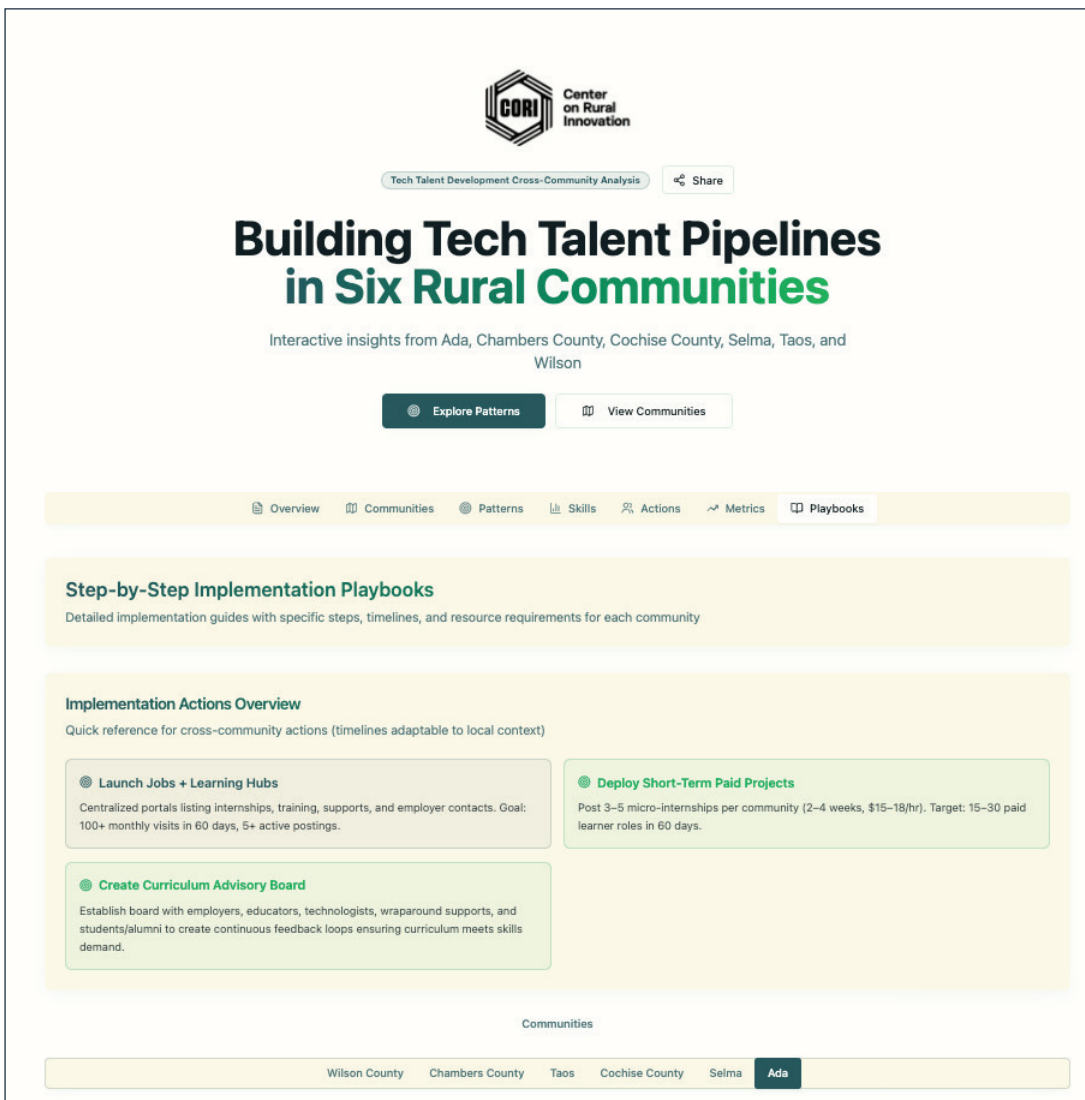 CORI
Center
on Rural
Innovation
Tech Talent Development Cross-Community Analysis
Share
Building Tech Talent Pipelines
in Six Rural Communities
Interactive insights from Ada, Chambers County, Cochise County, Selma, Taos, and
Wilson
Explore Patterns
View Communities
Overview
Communities
Patterns
Skills
Actions
Metrics
Playbooks
Step-by-Step Implementation Playbooks
Detailed implementation guides with specific steps, timelines, and resource requirements for each community
Implementation Actions Overview
Quick reference for cross-community actions (timelines adaptable to local context)
Launch Jobs + Learning Hubs
Centralized portals listing internships, training, supports, and employer contacts. Goal:
100+ monthly visits in 60 days, 5+ active postings.
Deploy Short-Term Paid Projects
Post 3–5 micro-internships per community (2–4 weeks, $15–18/hr). Target: 15–30 paid
learner roles in 60 days.
Create Curriculum Advisory Board
Establish board with employers, educators, technologists, wraparound supports, and
students/alumni to create continuous feedback loops ensuring curriculum meets skills
demand.
Communities
Wilson County
Chambers County
Taos
Cochise County
Selma
Ada